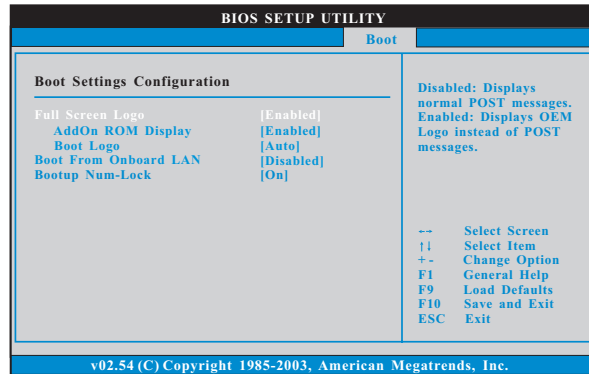 BIOS SETUP UTILITY
Boot
Boot Settings Configuration
Full Screen Logo [Enabled]
AddOn ROM Display [Enabled]
Boot Logo [Auto]
Boot From Onboard LAN [Disabled]
Bootup Num-Lock [On]
Disabled: Displays
normal POST messages.
Enabled: Displays OEM
Logo instead of POST
messages.
←→ Select Screen
↑↓ Select Item
+ - Change Option
F1 General Help
F9 Load Defaults
F10 Save and Exit
ESC Exit
v02.54 (C) Copyright 1985-2003, American Megatrends, Inc.